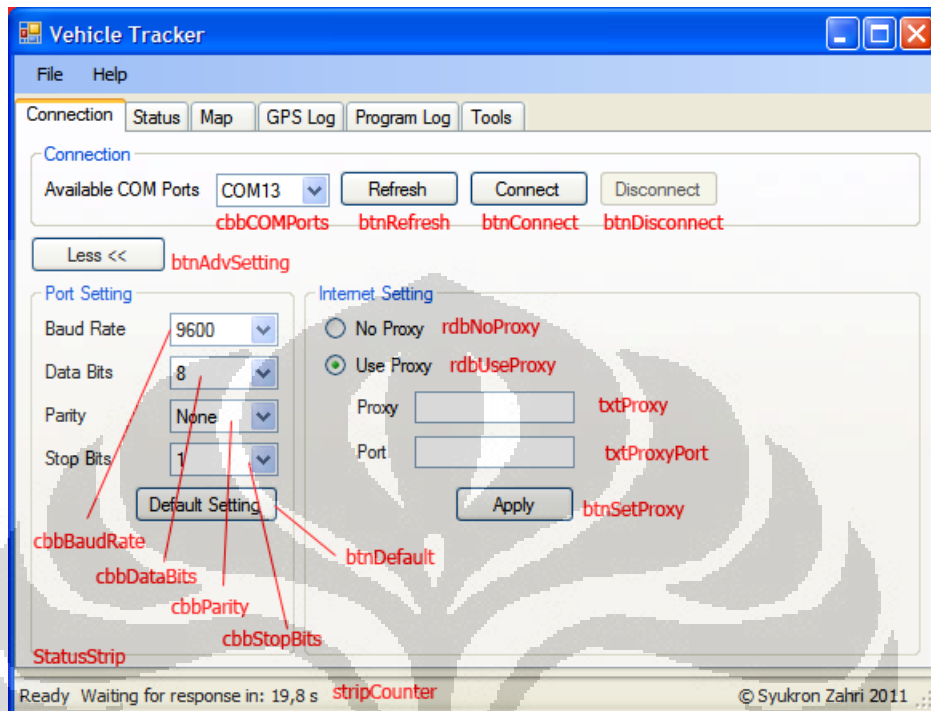 Vehicle Tracker
File Help
Connection Status Map GPS Log Program Log Tools
Connection
Available COM Ports COM13 Refresh Connect Disconnect
cbbCOMPorts btnRefresh btnConnect btnDisconnect
Less << btnAdvSetting
Port Setting Internet Setting
Baud Rate 9600 No Proxy rdbNoProxy
Data Bits 8 Use Proxy rdbUseProxy
Parity None Proxy txtProxy
Stop Bits 1 Port txtProxyPort
Default Setting Apply btnSetProxy
cbbBaudRate btnDefault
cbbDataBits
cbbParity
cbbStopBits
StatusStrip
Ready Waiting for response in: 19,8 s stripCounter © Syukron Zahri 2011